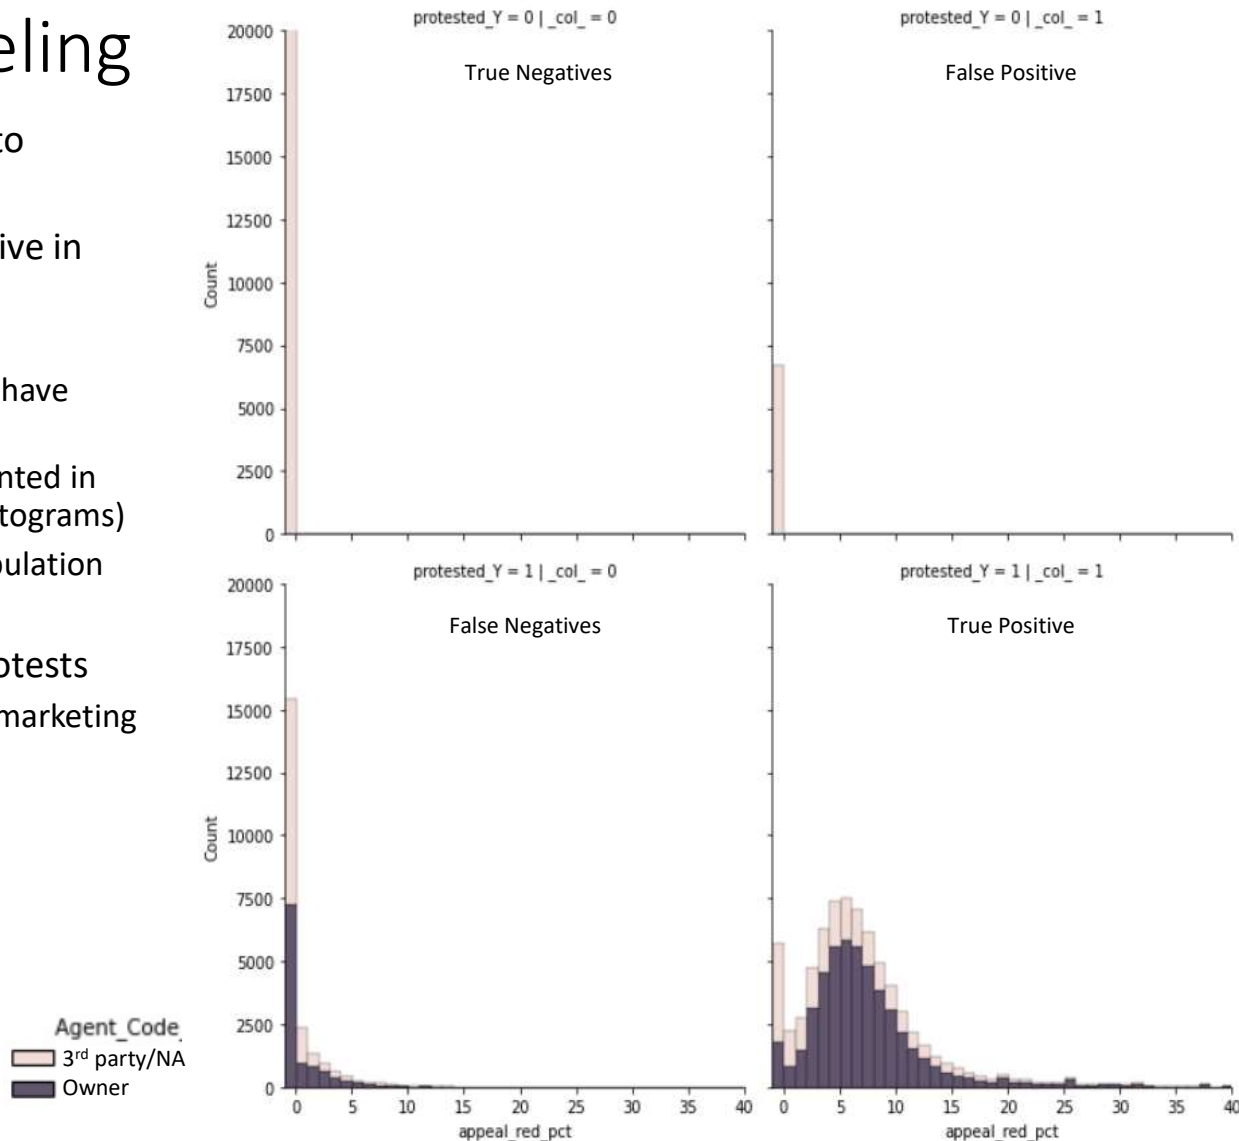 eling
to
ive in
have
nted in
tograms)
pulation
otests
marketing
protested_Y = 0 | _col_ = 0
True Negatives
20000
17500
15000
12500
10000
7500
5000
2500
0
Count
protested_Y = 0 | _col_ = 1
False Positive
protested_Y = 1 | _col_ = 0
False Negatives
20000
17500
15000
12500
10000
7500
5000
2500
0
Count
0 5 10 15 20 25 30 35 40
appeal_red_pct
protested_Y = 1 | _col_ = 1
True Positive
0 5 10 15 20 25 30 35 40
appeal_red_pct
Agent_Code_
3rd party/NA
Owner